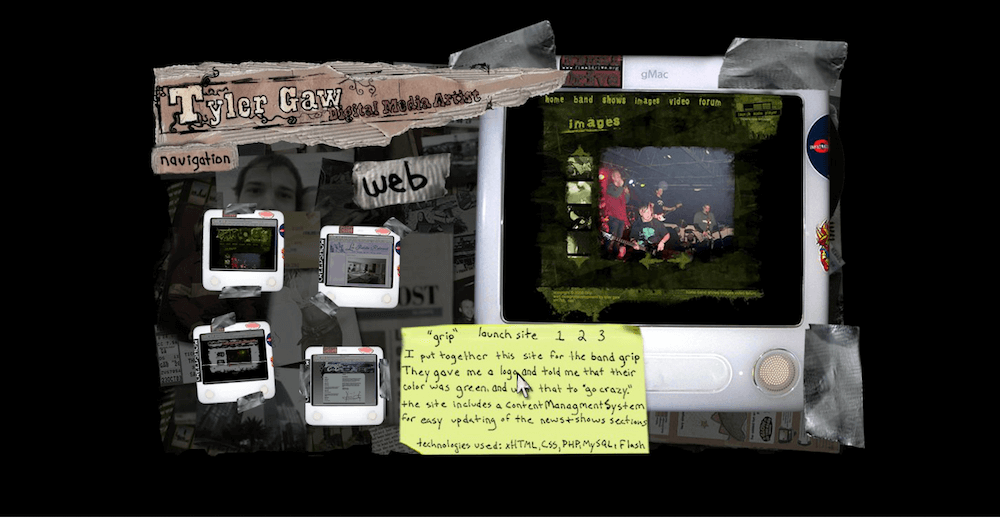 Tyler Gaw
Digital Media Artist
navigation
web
gMac
home band shows images video forum
images
OST
"grip" launch site 1 2 3
I put together this site for the band grip
They gave me a logo and told me that their
color was green. and that to "go crazy."
the site includes a Content Managment System
for easy updating of the news + shows sections
technologies used: xHTML, CSS, PHP, MySQL, Flash